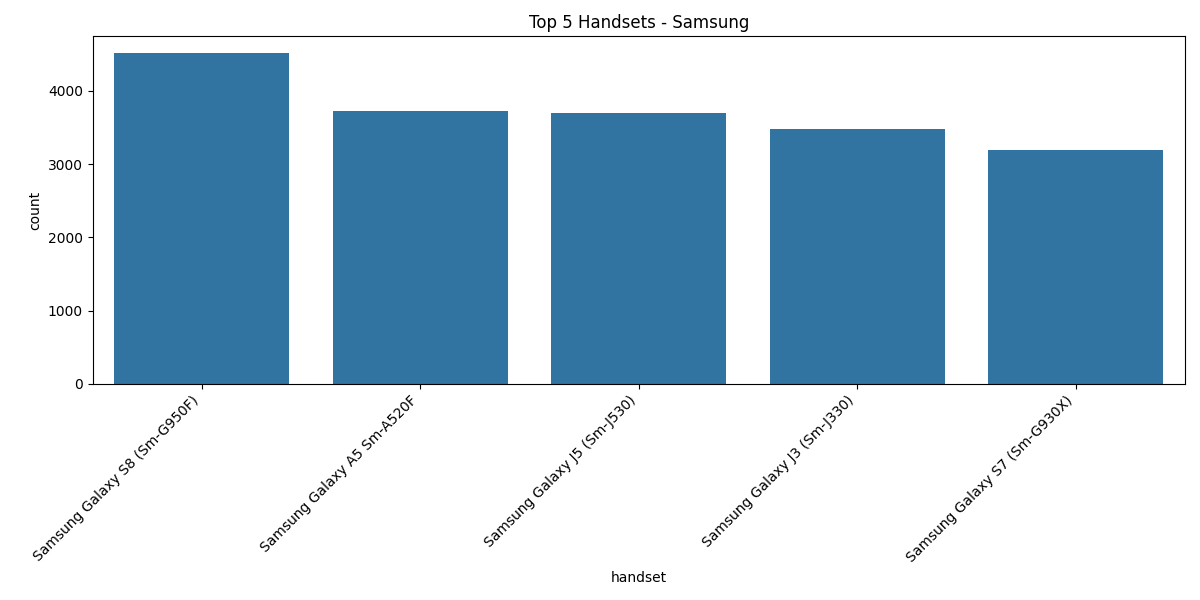 Top 5 Handsets - Samsung
count
4000
3000
2000
1000
0
Samsung Galaxy S8 (Sm-G950F)
Samsung Galaxy A5 Sm-A520F
Samsung Galaxy J5 (Sm-J530)
Samsung Galaxy J3 (Sm-J330)
Samsung Galaxy S7 (Sm-G930X)
handset